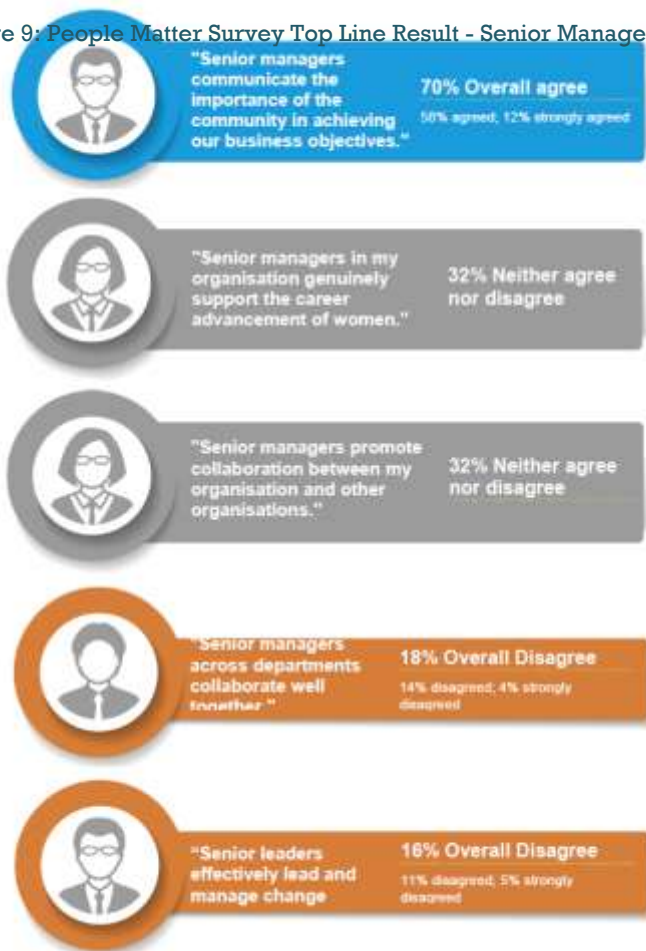 e 9: People Matter Survey Top Line Result - Senior Manage
"Senior managers
communicate the
importance of the
community in achieving
our business objectives."
70% Overall agree
58% agreed; 12% strongly agreed
"Senior managers in my
organisation genuinely
support the career
advancement of women."
32% Neither agree
nor disagree
"Senior managers promote
collaboration between my
organisation and other
organisations."
32% Neither agree
nor disagree
"Senior managers
across departments
collaborate well
together."
18% Overall Disagree
14% disagreed; 4% strongly
disagreed
"Senior leaders
effectively lead and
manage change
16% Overall Disagree
11% disagreed; 5% strongly
disagreed